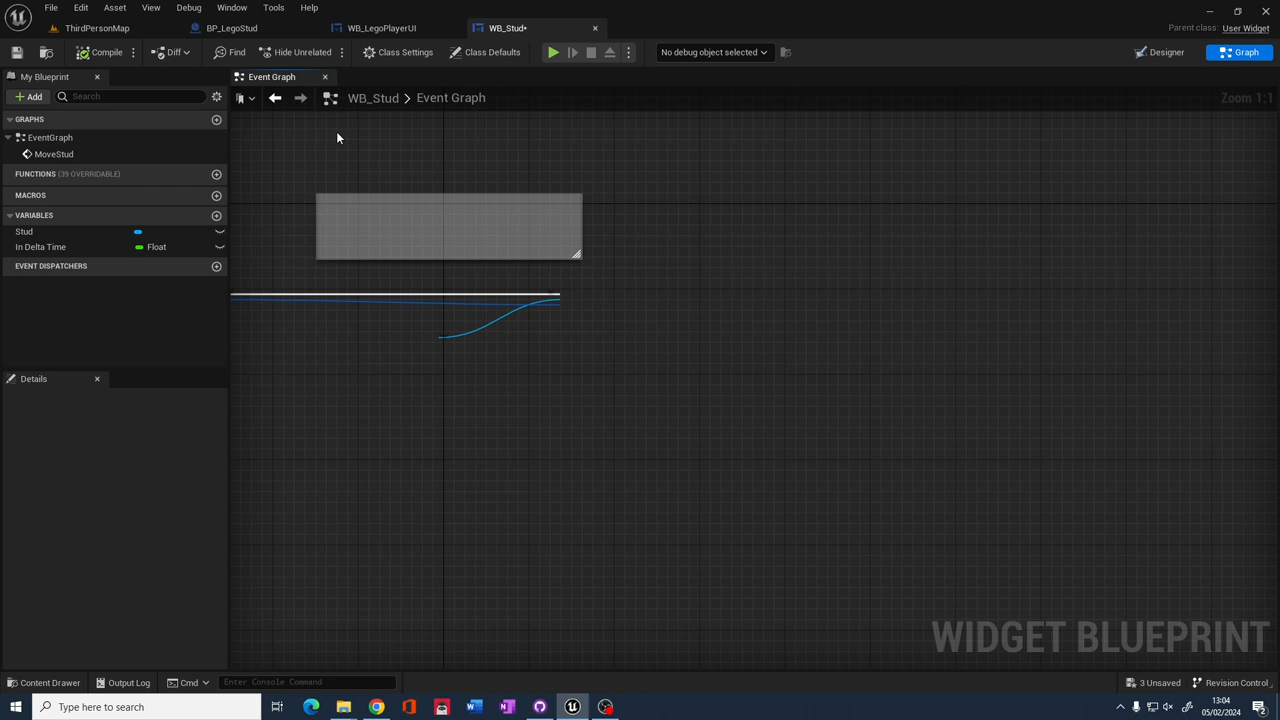 File Edit Asset View Debug Window Tools Help
ThirdPersonMap BP_LegoStud WB_LegoPlayerUI WB_Stud• Parent class: User Widget
Compile Diff Find Hide Unrelated Class Settings Class Defaults No debug object selected Designer Graph
My Blueprint Event Graph
Add Search WB_Stud > Event Graph Zoom 1:1
GRAPHS
EventGraph
MoveStud
FUNCTIONS (39 OVERRIDABLE)
MACROS
VARIABLES
Stud
In Delta Time Float
EVENT DISPATCHERS
Details
WIDGET BLUEPRINT
Content Drawer Output Log Cmd Enter Console Command 3 Unsaved Revision Control
Type here to search 13:04
05/02/2024